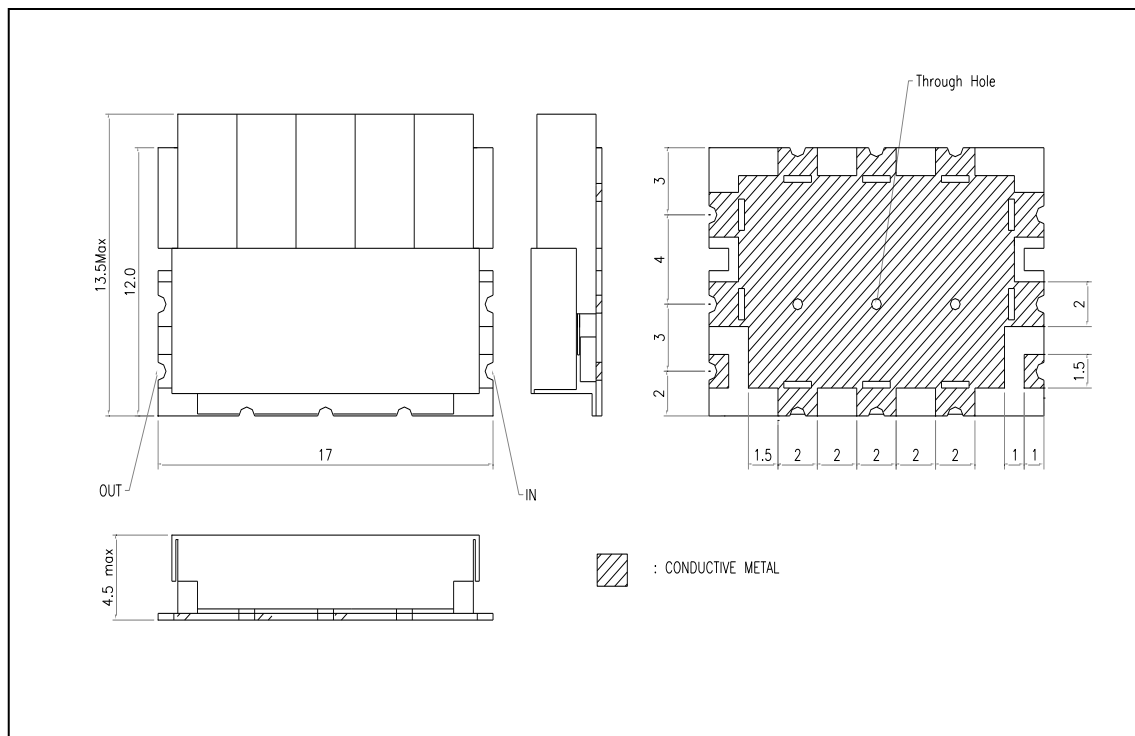 Through Hole
13.5Max
12.0
3
4
3
2
2
1.5
17
1.5 2 2 2 2 2 1 1
OUT
IN
4.5 max
: CONDUCTIVE METAL